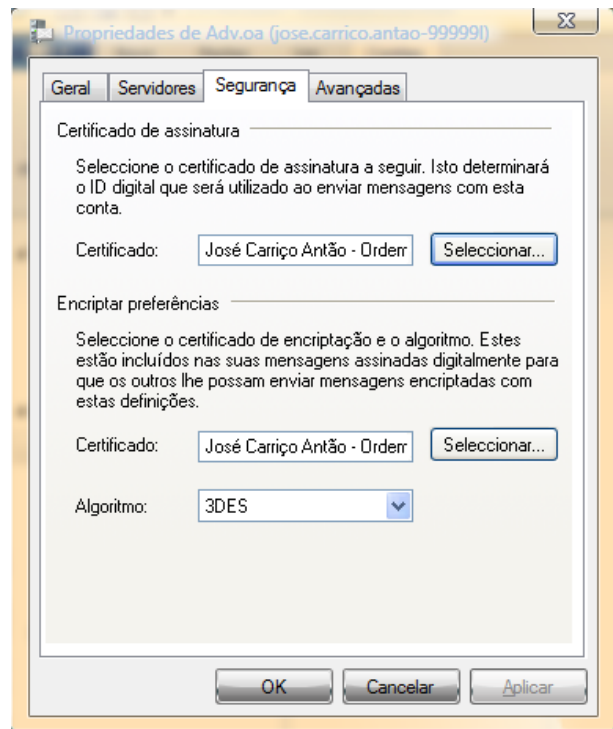 Propriedades de Adv.oa (jose.carrico.antao-99999l)
Geral Servidores Segurança Avançadas
Certificado de assinatura
Seleccione o certificado de assinatura a seguir. Isto determinará
o ID digital que será utilizado ao enviar mensagens com esta
conta.
Certificado: José Carriço Antão - Orderr Seleccionar...
Encriptar preferências
Seleccione o certificado de encriptação e o algoritmo. Estes
estão incluídos nas suas mensagens assinadas digitalmente para
que os outros lhe possam enviar mensagens encriptadas com
estas definições.
Certificado: José Carriço Antão - Orderr Seleccionar...
Algoritmo: 3DES
OK Cancelar Aplicar